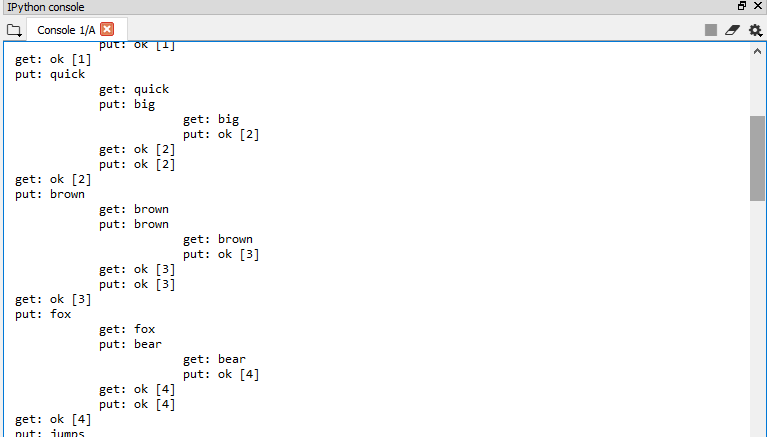 IPython console
Console 1/A
put: ok [1]
get: ok [1]
put: quick
get: quick
put: big
get: big
put: ok [2]
get: ok [2]
put: ok [2]
get: ok [2]
put: brown
get: brown
put: brown
get: brown
put: ok [3]
get: ok [3]
put: ok [3]
get: ok [3]
put: fox
get: fox
put: bear
get: bear
put: ok [4]
get: ok [4]
put: ok [4]
get: ok [4]
put: jumps